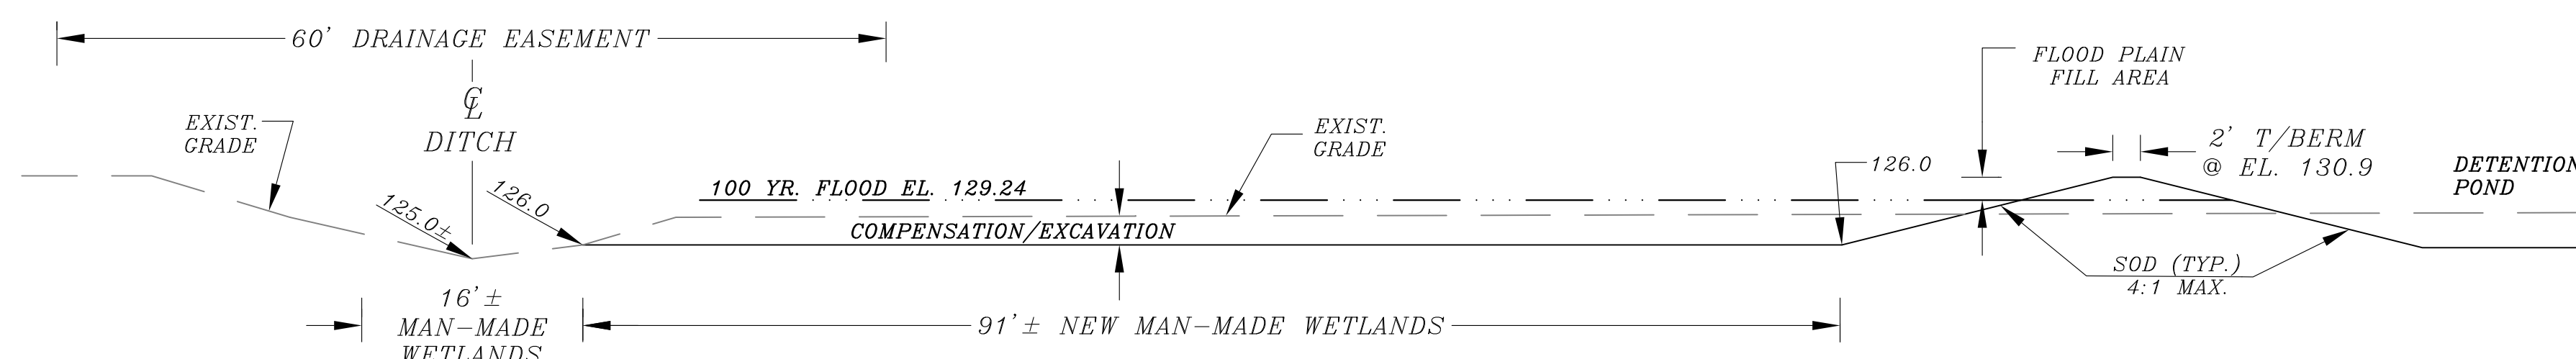 60' DRAINAGE EASEMENT
CL
DITCH
EXIST.
GRADE
125.0±
126.0
100 YR. FLOOD EL. 129.24
COMPENSATION/EXCAVATION
EXIST.
GRADE
16'±
MAN-MADE
WETLANDS
91'± NEW MAN-MADE WETLANDS
126.0
FLOOD PLAIN
FILL AREA
2' T/BERM
@ EL. 130.9
SOD (TYP.)
4:1 MAX.
DETENTION
POND